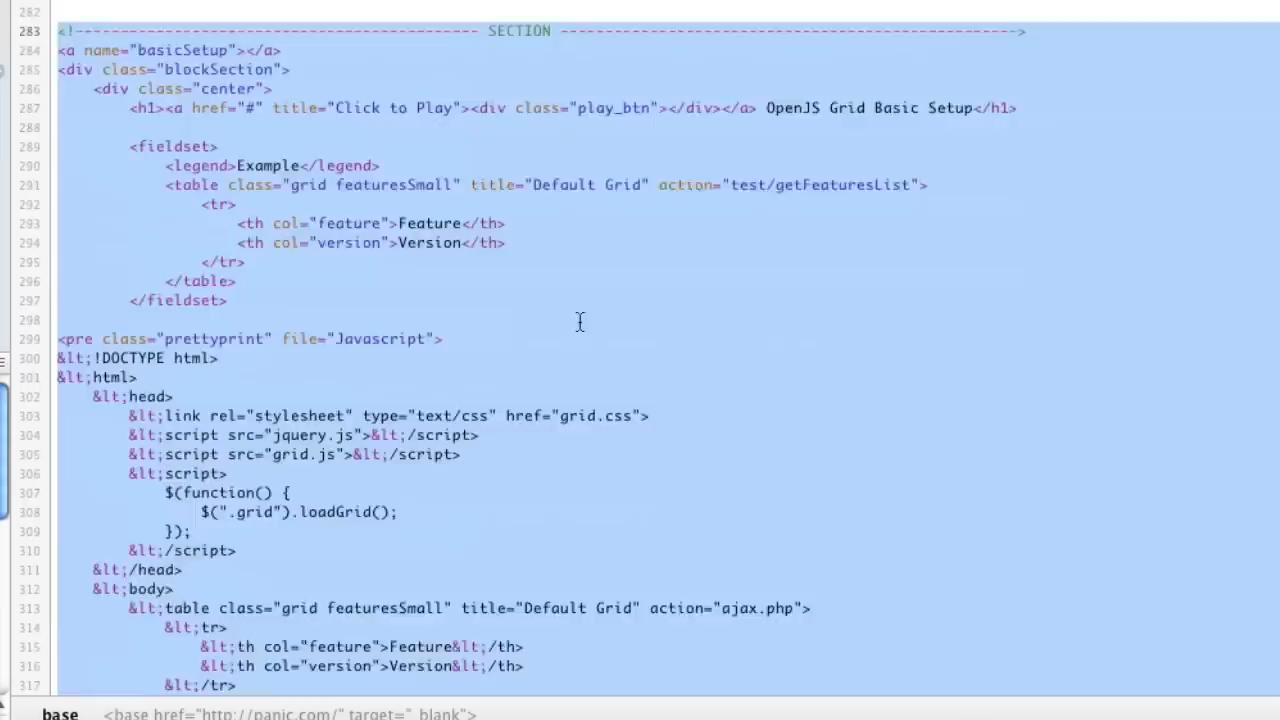 282
283 <!--------------------------------------------- SECTION --------------------------------------------------->
284 <a name="basicSetup"></a>
285 <div class="blockSection">
286 <div class="center">
287 <h1><a href="#" title="Click to Play"><div class="play_btn"></div></a> OpenJS Grid Basic Setup</h1>
288
289 <fieldset>
290 <legend>Example</legend>
291 <table class="grid featuresSmall" title="Default Grid" action="test/getFeaturesList">
292 <tr>
293 <th col="feature">Feature</th>
294 <th col="version">Version</th>
295 </tr>
296 </table>
297 </fieldset>
298
299 <pre class="prettyprint" file="Javascript">
300 &lt;!DOCTYPE html>
301 &lt;html>
302 &lt;head>
303 &lt;link rel="stylesheet" type="text/css" href="grid.css">
304 &lt;script src="jquery.js">&lt;/script>
305 &lt;script src="grid.js">&lt;/script>
306 &lt;script>
307 $(function() {
308 $(".grid").loadGrid();
309 });
310 &lt;/script>
311 &lt;/head>
312 &lt;body>
313 &lt;table class="grid featuresSmall" title="Default Grid" action="ajax.php">
314 &lt;tr>
315 &lt;th col="feature">Feature&lt;/th>
316 &lt;th col="version">Version&lt;/th>
317 &lt;/tr>
base <base href="http://panic.com/" target="_blank">